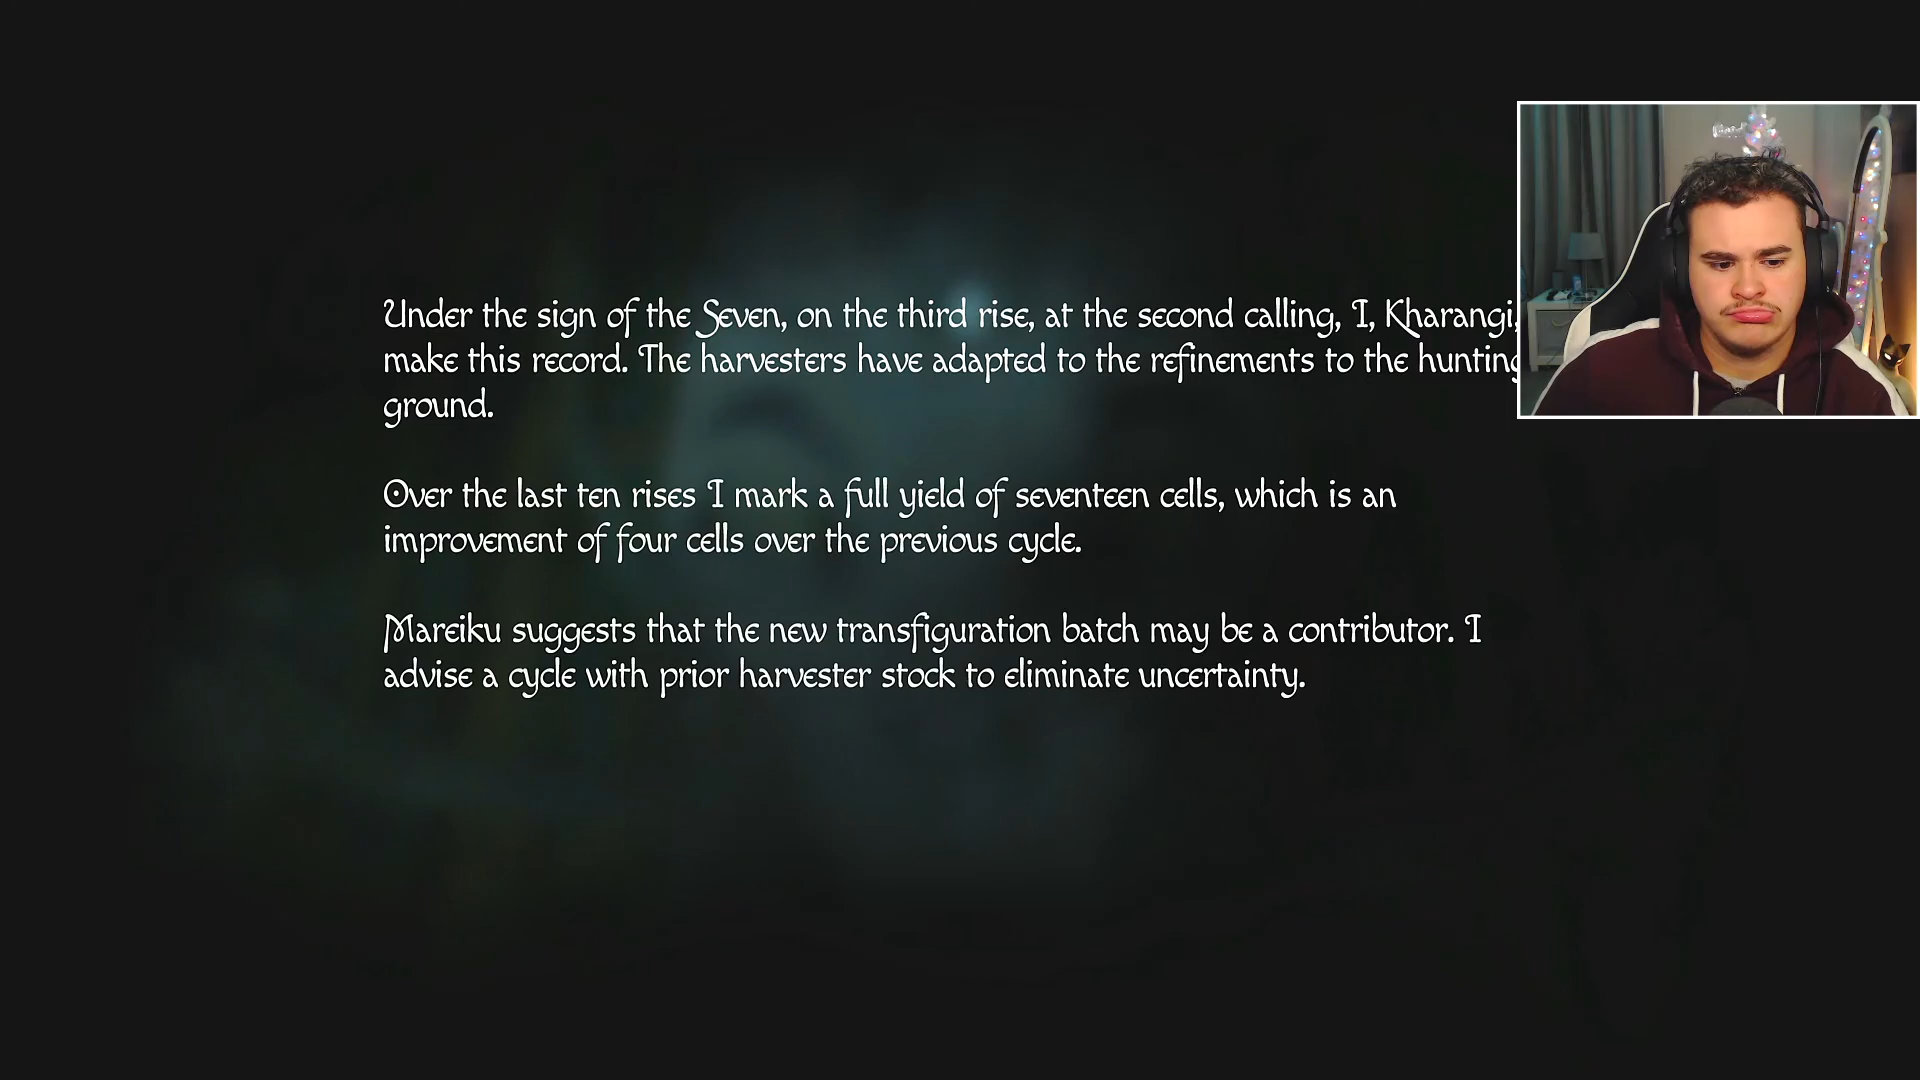 Under the sign of the Seven, on the third rise, at the second calling, I, Kharangi,
make this record. The harvesters have adapted to the refinements to the hunting
ground.
Over the last ten rises I mark a full yield of seventeen cells, which is an
improvement of four cells over the previous cycle.
Mareiku suggests that the new transfiguration batch may be a contributor. I
advise a cycle with prior harvester stock to eliminate uncertainty.